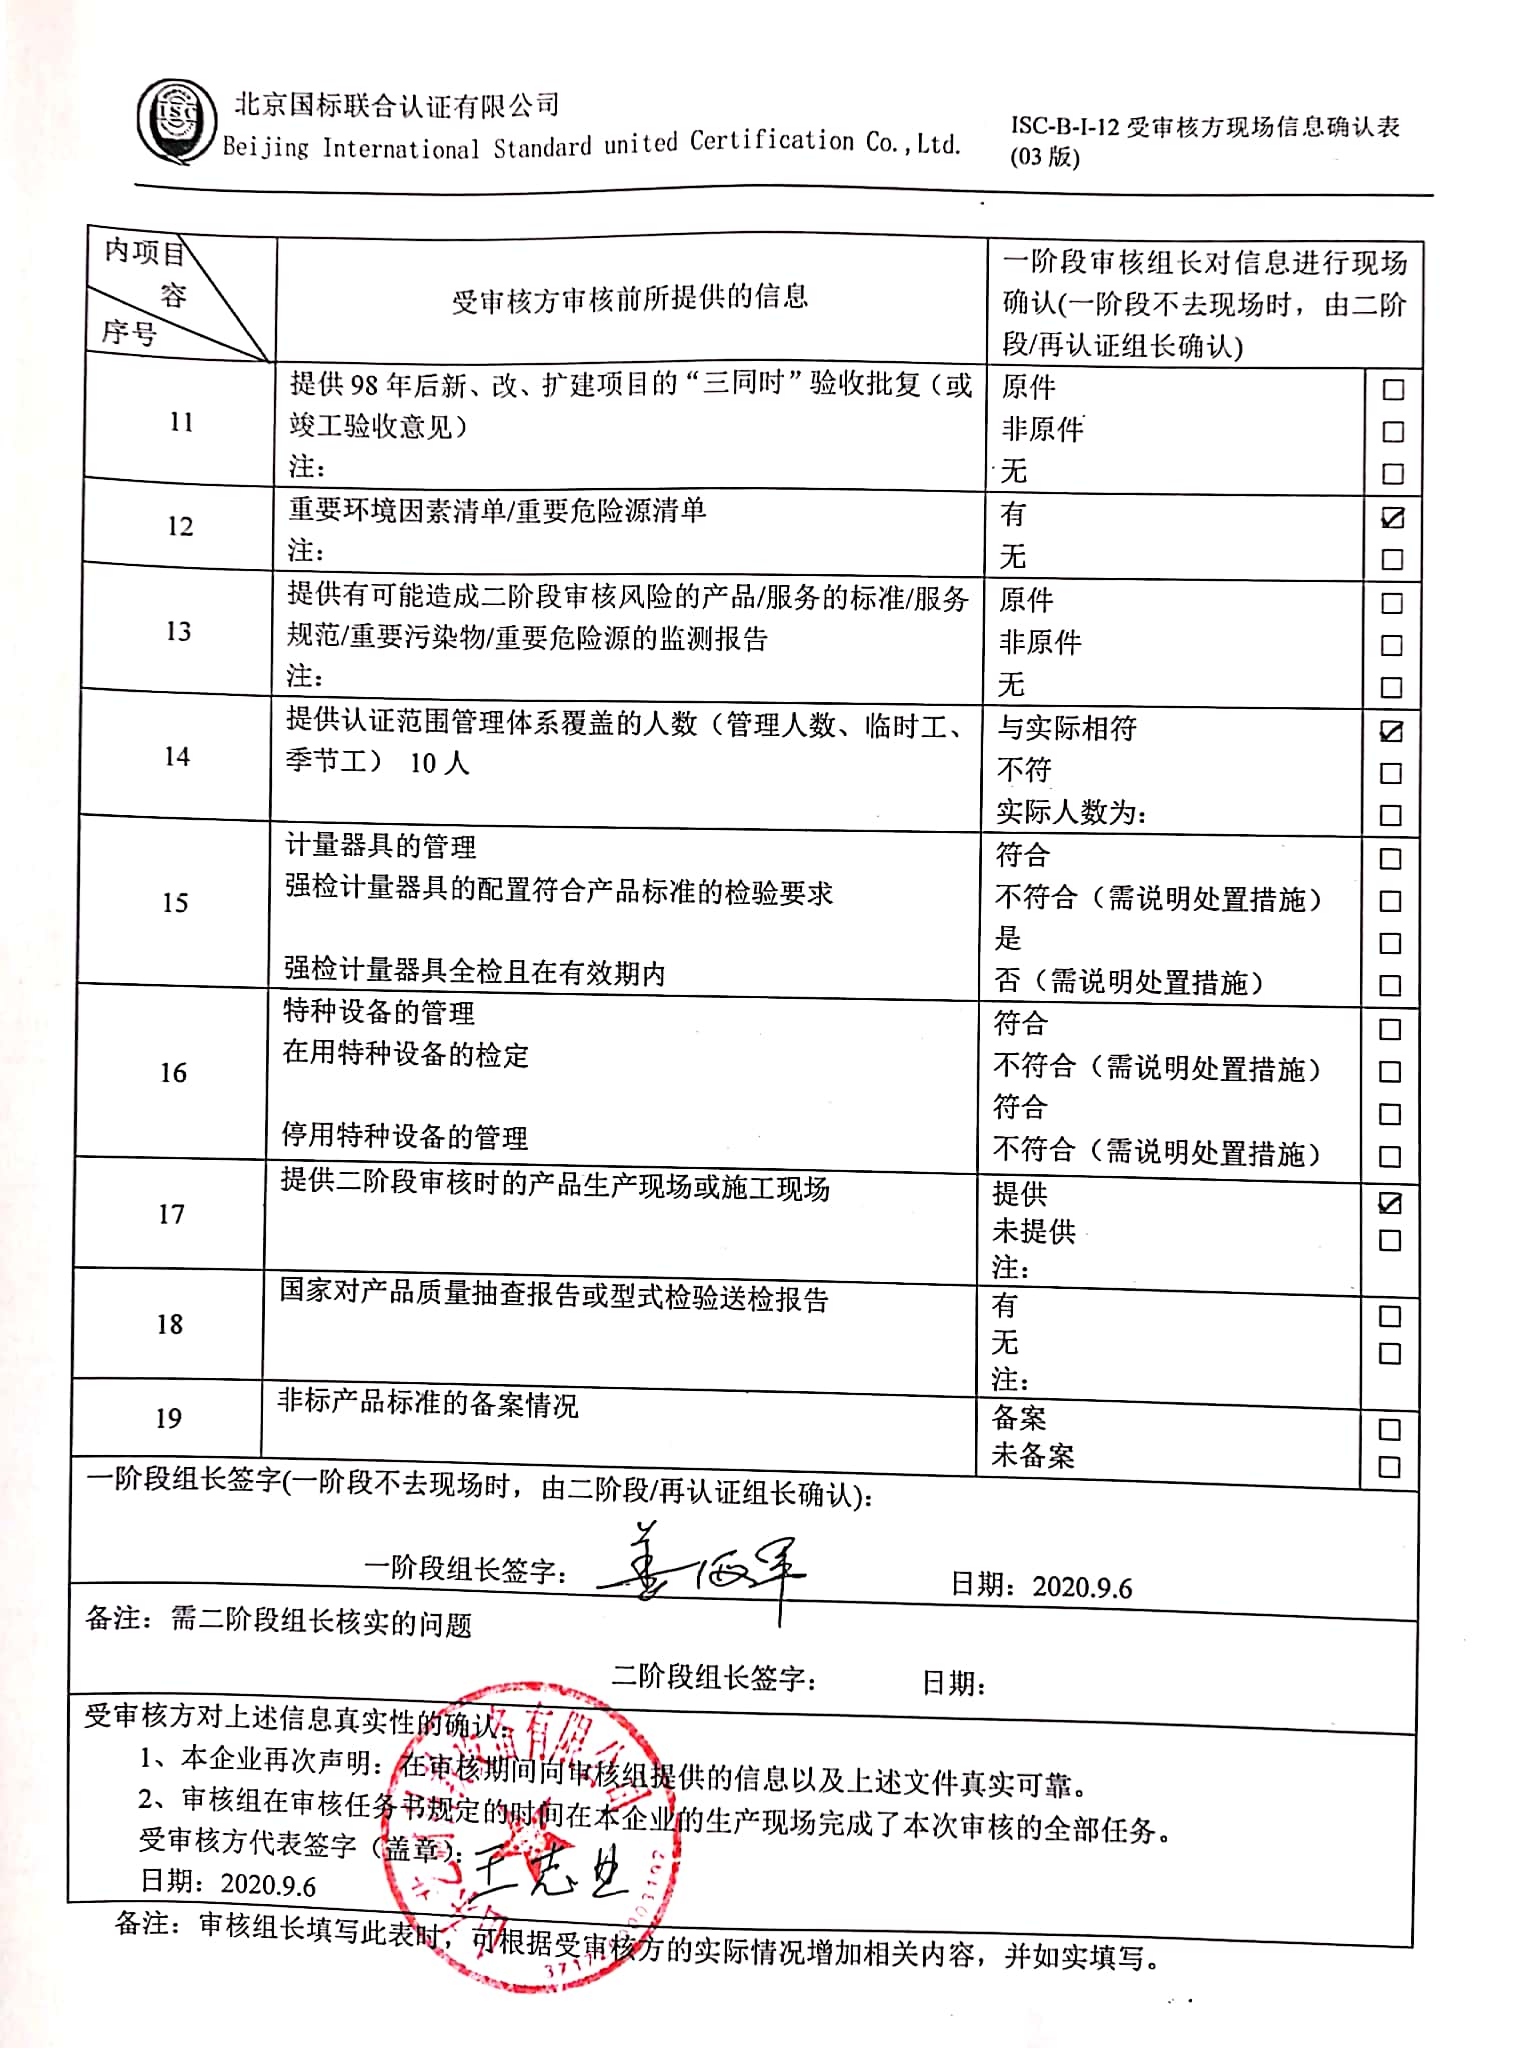 ISC
北京国标联合认证有限公司
Beijing International Standard united Certification Co.,Ltd.
ISC-B-I-12 受审核方现场信息确认表
(03 版)
内项目
容
序号
受审核方审核前所提供的信息
一阶段审核组长对信息进行现场
确认(一阶段不去现场时，由二阶
段/再认证组长确认)
11
提供 98 年后新、改、扩建项目的“三同时”验收批复（或
竣工验收意见）
注：
原件 □
非原件 □
无 □
12
重要环境因素清单/重要危险源清单
注：
有 ☑
无 □
13
提供有可能造成二阶段审核风险的产品/服务的标准/服务
规范/重要污染物/重要危险源的监测报告
注：
原件 □
非原件 □
无 □
14
提供认证范围管理体系覆盖的人数（管理人数、临时工、
季节工） 10 人
与实际相符 ☑
不符 □
实际人数为: □
15
计量器具的管理
强检计量器具的配置符合产品标准的检验要求
强检计量器具全检且在有效期内
符合 □
不符合（需说明处置措施） □
是 □
否（需说明处置措施） □
16
特种设备的管理
在用特种设备的检定
停用特种设备的管理
符合 □
不符合（需说明处置措施） □
符合 □
不符合（需说明处置措施） □
17
提供二阶段审核时的产品生产现场或施工现场
提供 ☑
未提供 □
注：
18
国家对产品质量抽查报告或型式检验送检报告
有 □
无 □
注：
19
非标产品标准的备案情况
备案 □
未备案 □
一阶段组长签字(一阶段不去现场时，由二阶段/再认证组长确认)：
一阶段组长签字： 姜海军 日期：2020.9.6
备注：需二阶段组长核实的问题
二阶段组长签字： 日期：
受审核方对上述信息真实性的确认：
1、本企业再次声明：在审核期间向审核组提供的信息以及上述文件真实可靠。
2、审核组在审核任务书规定的时间在本企业的生产现场完成了本次审核的全部任务。
受审核方代表签字（盖章）：王志
日期：2020.9.6
设备有限公司
备注：审核组长填写此表时，可根据受审核方的实际情况增加相关内容，并如实填写。